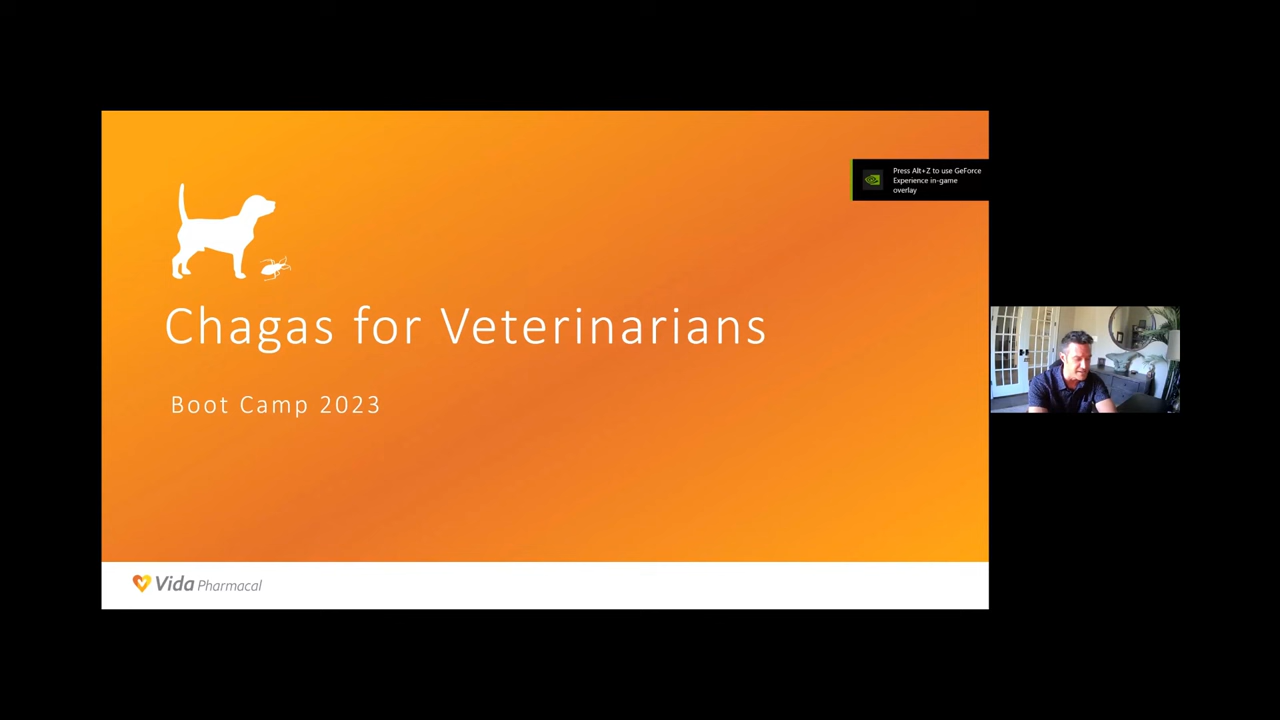 Press Alt+Z to use GeForce
Experience in-game
overlay
Chagas for Veterinarians
Boot Camp 2023
Vida Pharmacal